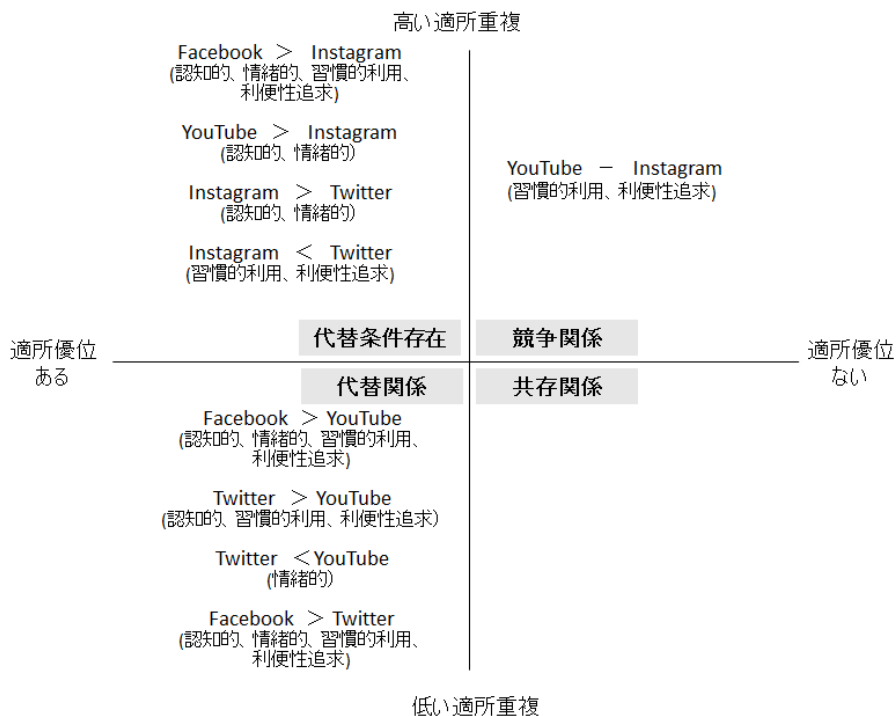 高い適所重複
Facebook ＞ Instagram
(認知的、情緒的、習慣的利用、
利便性追求)
YouTube ＞ Instagram
(認知的、情緒的)
Instagram ＞ Twitter
(認知的、情緒的)
Instagram ＜ Twitter
(習慣的利用、利便性追求)
YouTube － Instagram
(習慣的利用、利便性追求)
代替条件存在
競争関係
適所優位
ある
適所優位
ない
代替関係
共存関係
Facebook ＞ YouTube
(認知的、情緒的、習慣的利用、
利便性追求)
Twitter ＞ YouTube
(認知的、習慣的利用、利便性追求)
Twitter ＜ YouTube
(情緒的)
Facebook ＞ Twitter
(認知的、情緒的、習慣的利用、
利便性追求)
低い適所重複